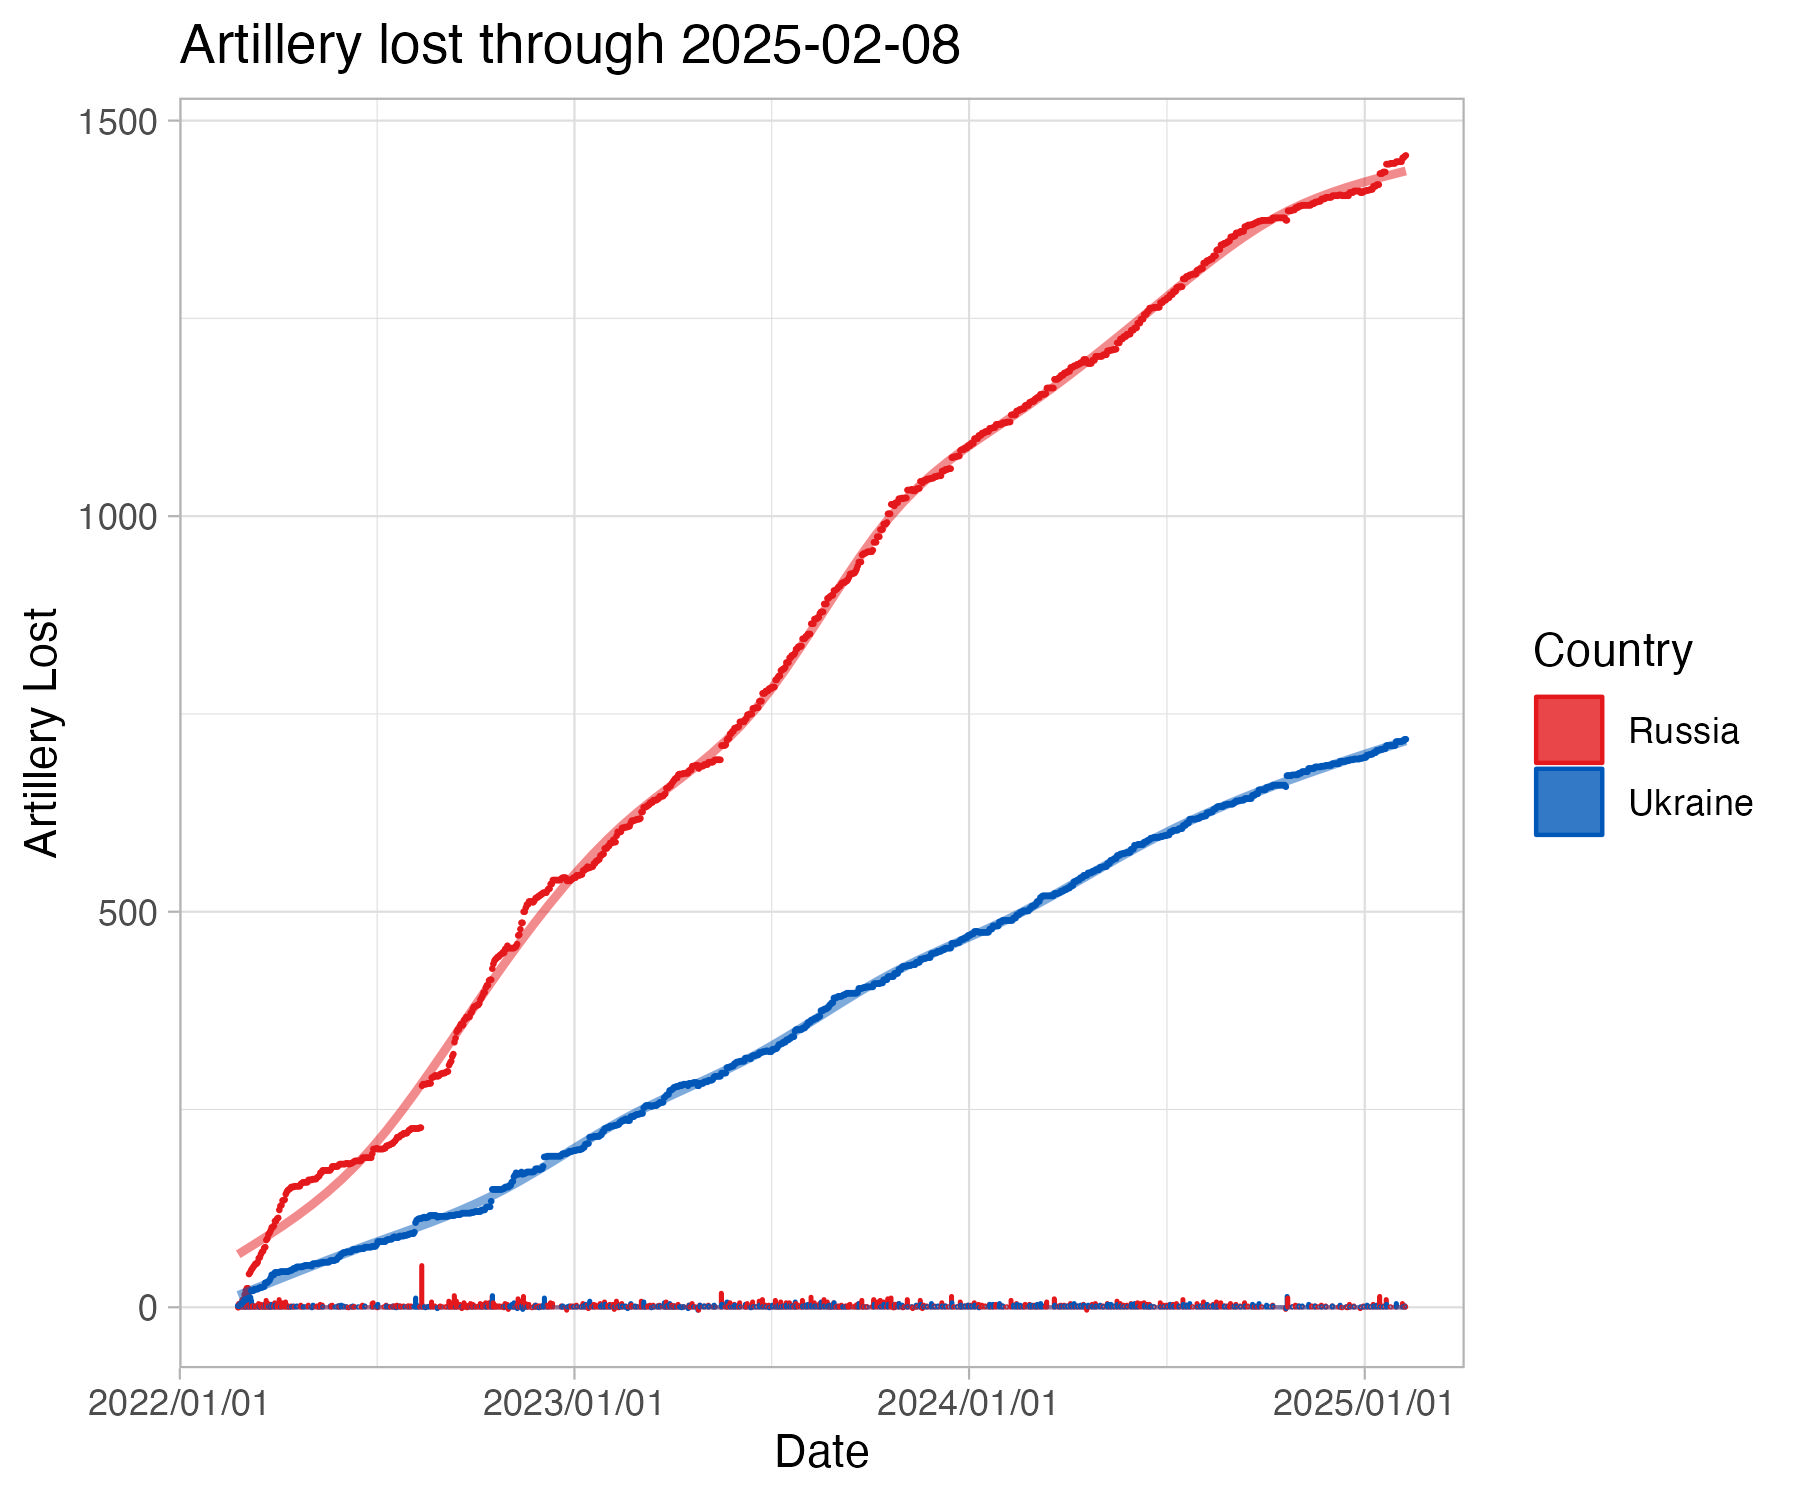 Artillery lost through 2025-02-08
Artillery Lost
1500
1000
500
0
2022/01/01
2023/01/01
2024/01/01
2025/01/01
Date
Country
Russia
Ukraine